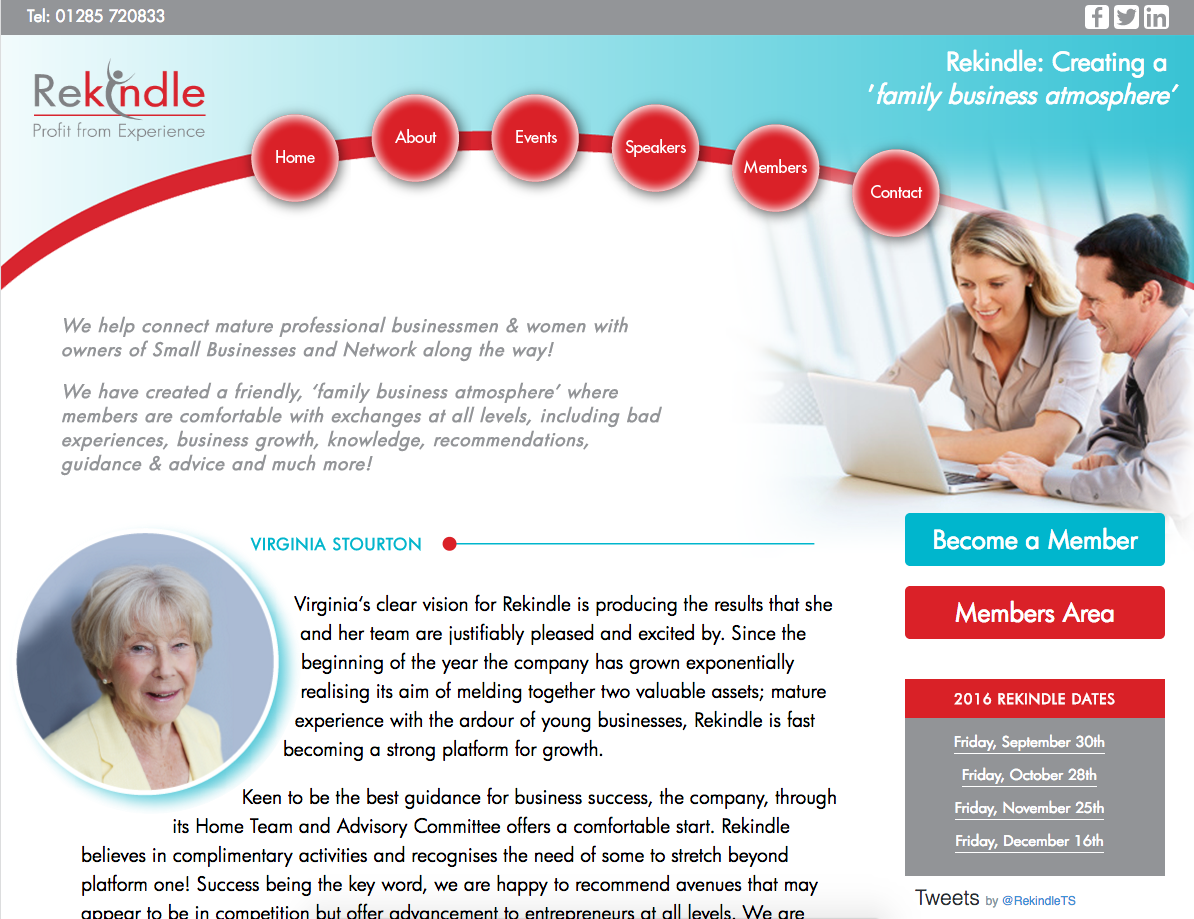 Tel: 01285 720833
Rekindle: Creating a
'family business atmosphere'
Rekindle
Profit from Experience
Home
About
Events
Speakers
Members
Contact
We help connect mature professional businessmen & women with
owners of Small Businesses and Network along the way!
We have created a friendly, ‘family business atmosphere’ where
members are comfortable with exchanges at all levels, including bad
experiences, business growth, knowledge, recommendations,
guidance & advice and much more!
VIRGINIA STOURTON
Virginia’s clear vision for Rekindle is producing the results that she
and her team are justifiably pleased and excited by. Since the
beginning of the year the company has grown exponentially
realising its aim of melding together two valuable assets; mature
experience with the ardour of young businesses, Rekindle is fast
becoming a strong platform for growth.
Keen to be the best guidance for business success, the company, through
its Home Team and Advisory Committee offers a comfortable start. Rekindle
believes in complimentary activities and recognises the need of some to stretch beyond
platform one! Success being the key word, we are happy to recommend avenues that may
appear to be in competition but offer advancement to entrepreneurs at all levels. We are
Become a Member
Members Area
2016 REKINDLE DATES
Friday, September 30th
Friday, October 28th
Friday, November 25th
Friday, December 16th
Tweets by @RekindleTS